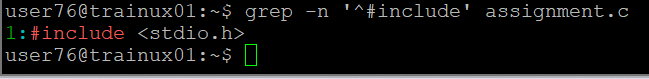 user76@trainux01:~$ grep -n '^#include' assignment.c
1:#include <stdio.h>
user76@trainux01:~$